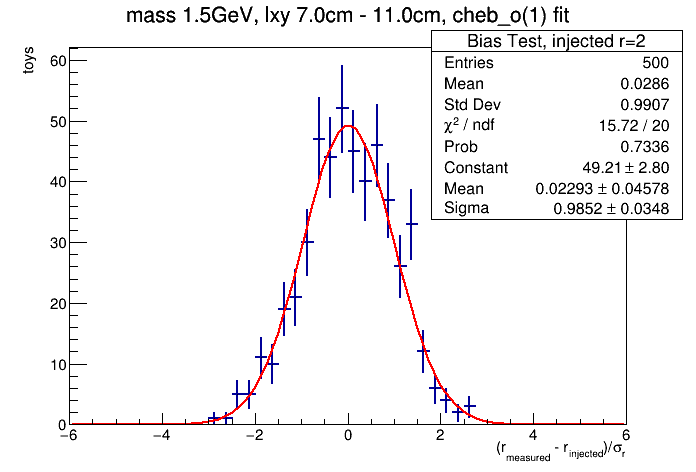 mass 1.5GeV, lxy 7.0cm - 11.0cm, cheb_o(1) fit
Bias Test, injected r=2
Entries 500
Mean 0.0286
Std Dev 0.9907
χ² / ndf 15.72 / 20
Prob 0.7336
Constant 49.21 ± 2.80
Mean 0.02293 ± 0.04578
Sigma 0.9852 ± 0.0348
toys
60
50
40
30
20
10
0
−6 −4 −2 0 2 4 6
(r_measured - r_injected)/σ_r